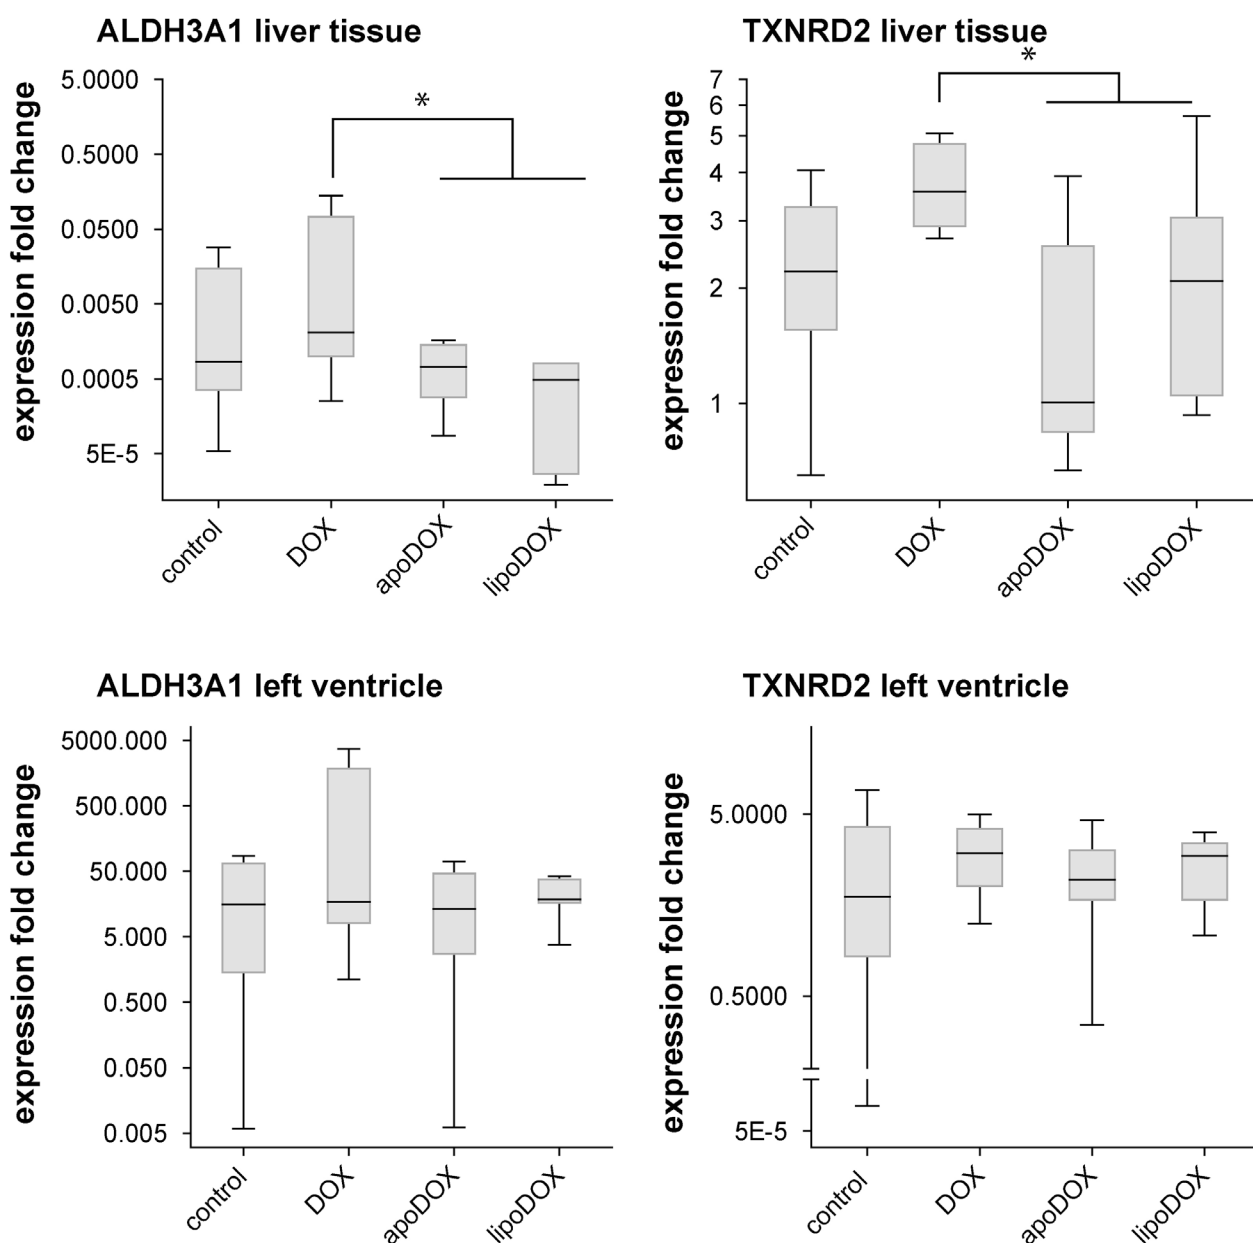 ALDH3A1 liver tissue
expression fold change
5.0000
0.5000
0.0500
0.0050
0.0005
5E-5
*
control
DOX
apoDOX
lipoDOX
TXNRD2 liver tissue
expression fold change
7
6
5
4
3
2
1
*
control
DOX
apoDOX
lipoDOX
ALDH3A1 left ventricle
expression fold change
5000.000
500.000
50.000
5.000
0.500
0.050
0.005
control
DOX
apoDOX
lipoDOX
TXNRD2 left ventricle
expression fold change
5.0000
0.5000
5E-5
control
DOX
apoDOX
lipoDOX